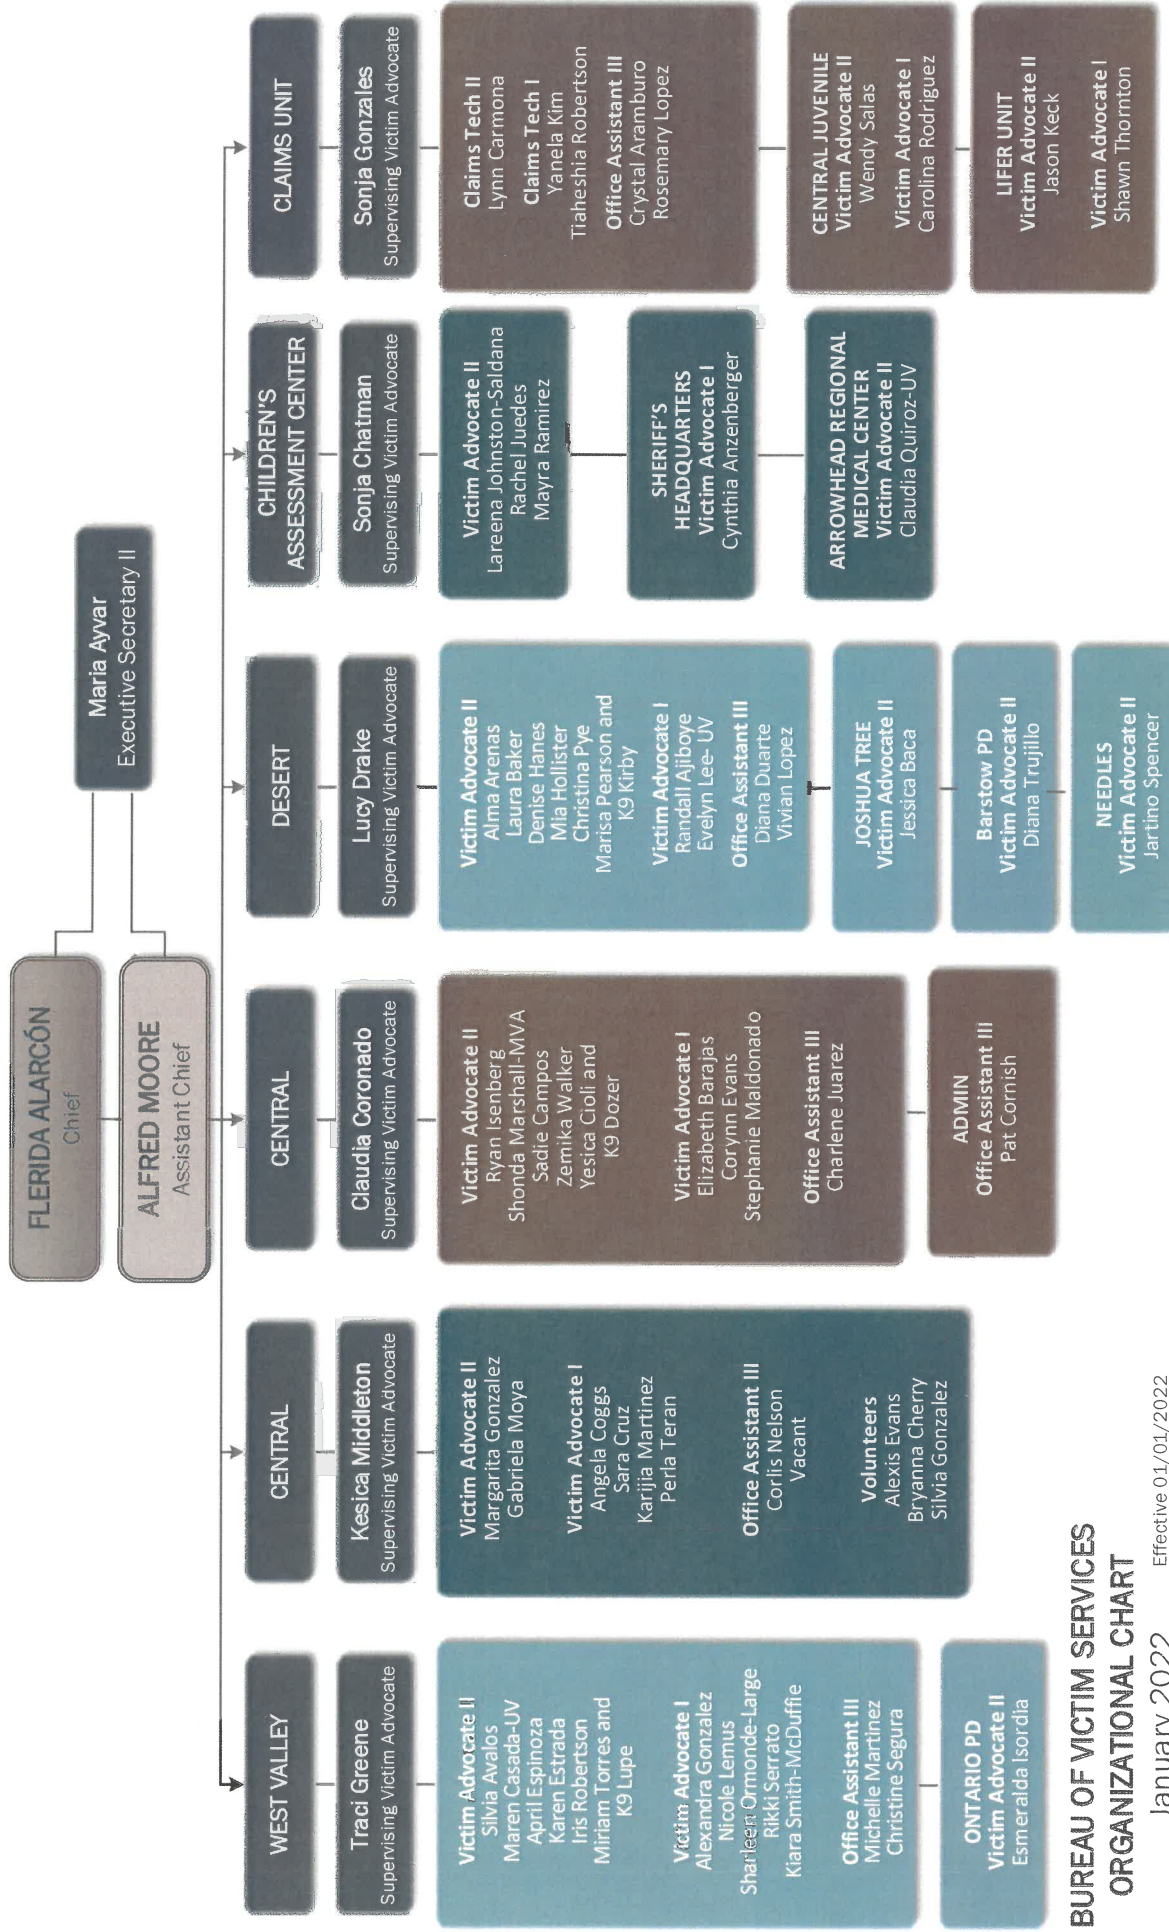 FLERIDA ALARCÓN
Chief
ALFRED MOORE
Assistant Chief
Maria Ayvar
Executive Secretary II
WEST VALLEY
Traci Greene
Supervising Victim Advocate
Victim Advocate II
Silvia Avalos
Maren Casada-UV
April Espinoza
Karen Estrada
Iris Robertson
Miriam Torres and
K9 Lupe
Victim Advocate I
Alexandra Gonzalez
Nicole Lemus
Sharleen Ormonde-Large
Rikki Serrato
Kiara Smith-McDuffie
Office Assistant III
Michelle Martinez
Christine Segura
ONTARIO PD
Victim Advocate II
Esmeralda Isordia
CENTRAL
Kesica Middleton
Supervising Victim Advocate
Victim Advocate II
Margarita Gonzalez
Gabriela Moya
Victim Advocate I
Angela Coggs
Sara Cruz
Karijia Martinez
Perla Teran
Office Assistant III
Corlis Nelson
Vacant
Volunteers
Alexis Evans
Bryanna Cherry
Silvia Gonzalez
CENTRAL
Claudia Coronado
Supervising Victim Advocate
Victim Advocate II
Ryan Isenberg
Shonda Marshall-MVA
Sadie Campos
Zemika Walker
Yesica Cioli and
K9 Dozer
Victim Advocate I
Elizabeth Barajas
Corynn Evans
Stephanie Maldonado
Office Assistant III
Charlene Juarez
ADMIN
Office Assistant III
Pat Cornish
DESERT
Lucy Drake
Supervising Victim Advocate
Victim Advocate II
Alma Arenas
Laura Baker
Denise Hanes
Mia Hollister
Christina Pye
Marisa Pearson and
K9 Kirby
Victim Advocate I
Randall Ajiboye
Evelyn Lee- UV
Office Assistant III
Diana Duarte
Vivian Lopez
JOSHUA TREE
Victim Advocate II
Jessica Baca
Barstow PD
Victim Advocate II
Diana Trujillo
NEEDLES
Victim Advocate II
Jartino Spencer
CHILDREN'S
ASSESSMENT CENTER
Sonja Chatman
Supervising Victim Advocate
Victim Advocate II
Lareena Johnston-Saldana
Rachel Juedes
Mayra Ramirez
SHERIFF'S
HEADQUARTERS
Victim Advocate I
Cynthia Anzenberger
ARROWHEAD REGIONAL
MEDICAL CENTER
Victim Advocate II
Claudia Quiroz-UV
CLAIMS UNIT
Sonja Gonzales
Supervising Victim Advocate
Claims Tech II
Lynn Carmona
Claims Tech I
Yanela Kim
Tiaheshia Robertson
Office Assistant III
Crystal Aramburo
Rosemary Lopez
CENTRAL JUVENILE
Victim Advocate II
Wendy Salas
Victim Advocate I
Carolina Rodriguez
LIFER UNIT
Victim Advocate II
Jason Keck
Victim Advocate I
Shawn Thornton
BUREAU OF VICTIM SERVICES
ORGANIZATIONAL CHART
January 2022
Effective 01/01/2022